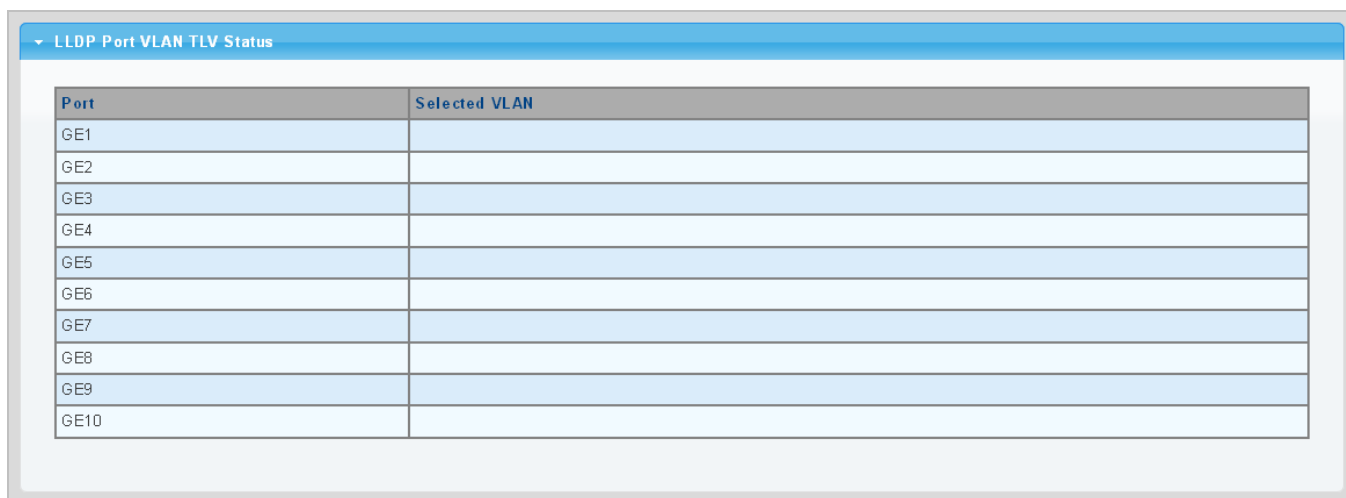 LLDP Port VLAN TLV Status
Port Selected VLAN
GE1
GE2
GE3
GE4
GE5
GE6
GE7
GE8
GE9
GE10